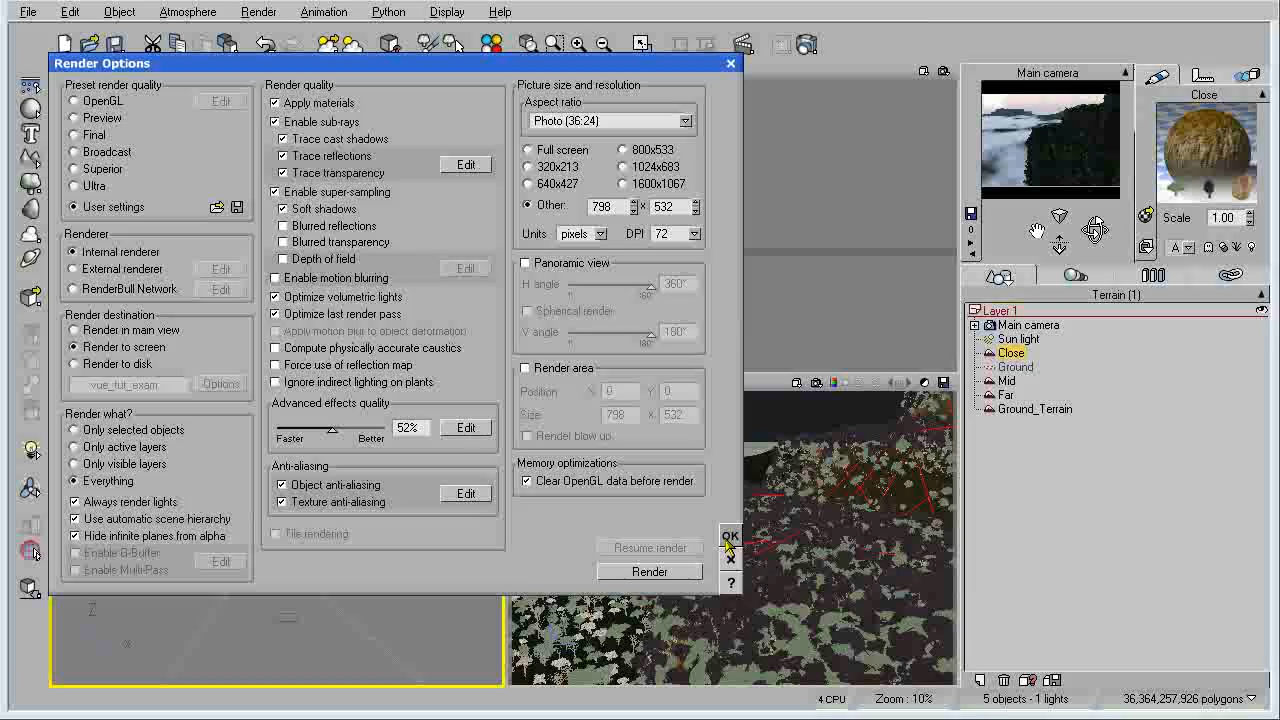 File Edit Object Atmosphere Render Animation Python Display Help
Render Options
Preset render quality
OpenGL Edit
Preview
Final
Broadcast
Superior
Ultra
User settings
Renderer
Internal renderer
External renderer Edit
RenderBull Network Edit
Render destination
Render in main view
Render to screen
Render to disk
vue_tut_exam Options
Render what?
Only selected objects
Only active layers
Only visible layers
Everything
Always render lights
Use automatic scene hierarchy
Hide infinite planes from alpha
Enable G-Buffer
Enable Multi-Pass
Edit
Render quality
Apply materials
Enable sub-rays
Trace cast shadows
Trace reflections
Trace transparency
Edit
Enable super-sampling
Soft shadows
Blurred reflections
Blurred transparency
Depth of field
Enable motion blurring
Edit
Optimize volumetric lights
Optimize last render pass
Apply motion blur to object deformation
Compute physically accurate caustics
Force use of reflection map
Ignore indirect lighting on plants
Advanced effects quality
52% Edit
Faster Better
Anti-aliasing
Object anti-aliasing
Texture anti-aliasing
Edit
Tile rendering
Picture size and resolution
Aspect ratio
Photo (36:24)
Full screen 800x533
320x213 1024x683
640x427 1600x1067
Other: 798 x 532
Units pixels DPI 72
Panoramic view
H angle 360°
Spherical render
V angle 180°
Render area
Position X 0 Y 0
Size: 798 x 532
Render blow up
Memory optimizations
Clear OpenGL data before render
Resume render
Render
OK
?
Main camera
0
Close
Scale 1.00
A
Terrain (1)
Layer 1
Main camera
Sun light
Close
Ground
Mid
Far
Ground_Terrain
Z
x
4 CPU Zoom : 10% 5 objects - 1 lights 36,364,257,926 polygons